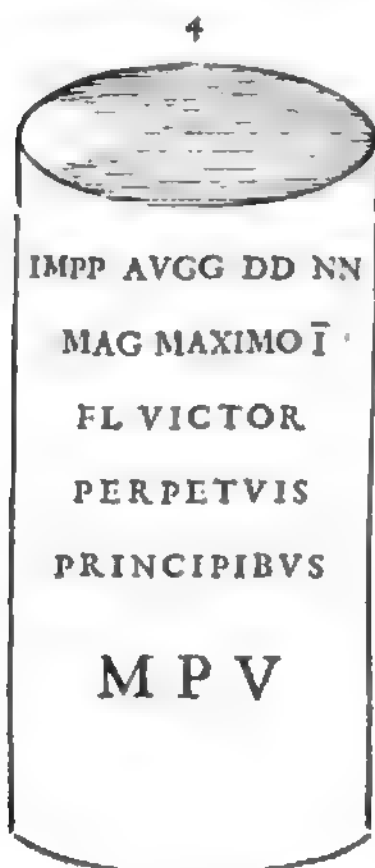 4
IMPP AVGG DD NN
MAG MAXIMO Ī
FL VICTOR
PERPETVIS
PRINCIPIBVS
M P V